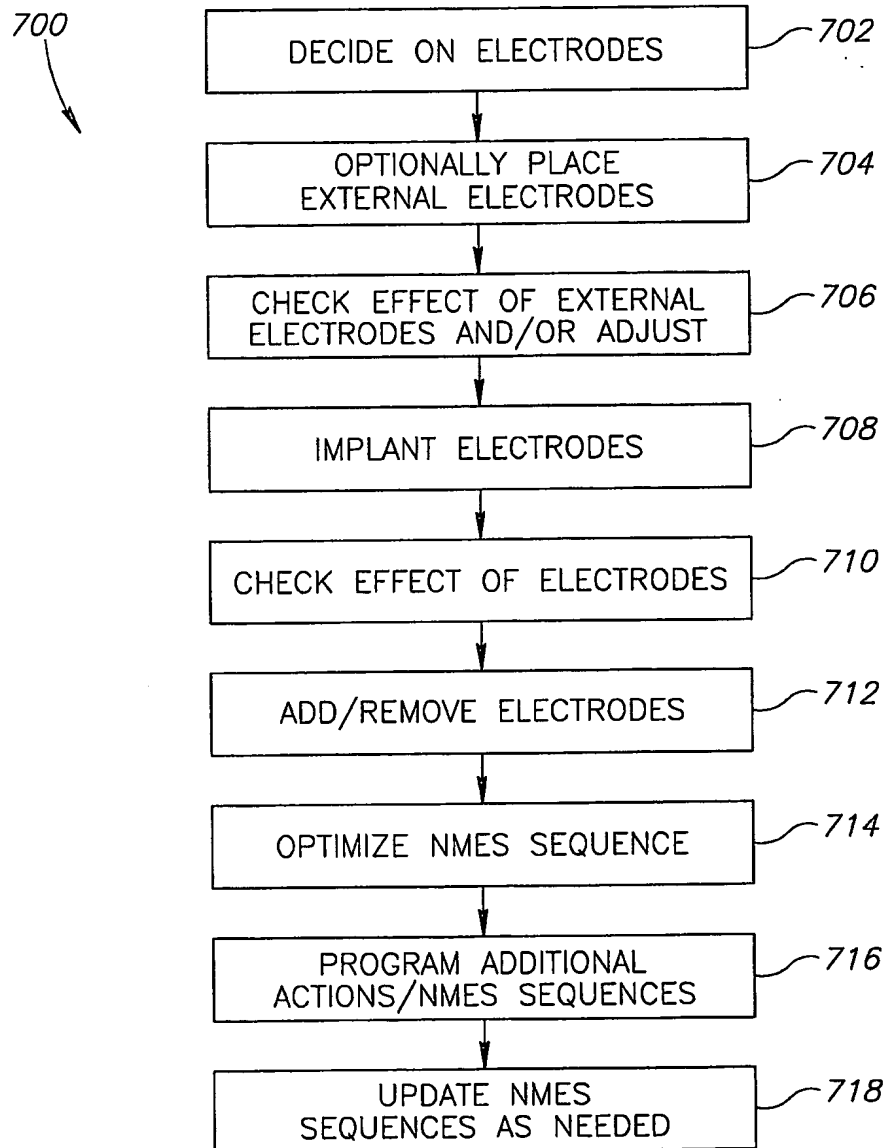 700
DECIDE ON ELECTRODES
702
OPTIONALLY PLACE
EXTERNAL ELECTRODES
704
CHECK EFFECT OF EXTERNAL
ELECTRODES AND/OR ADJUST
706
IMPLANT ELECTRODES
708
CHECK EFFECT OF ELECTRODES
710
ADD/REMOVE ELECTRODES
712
OPTIMIZE NMES SEQUENCE
714
PROGRAM ADDITIONAL
ACTIONS/NMES SEQUENCES
716
UPDATE NMES
SEQUENCES AS NEEDED
718